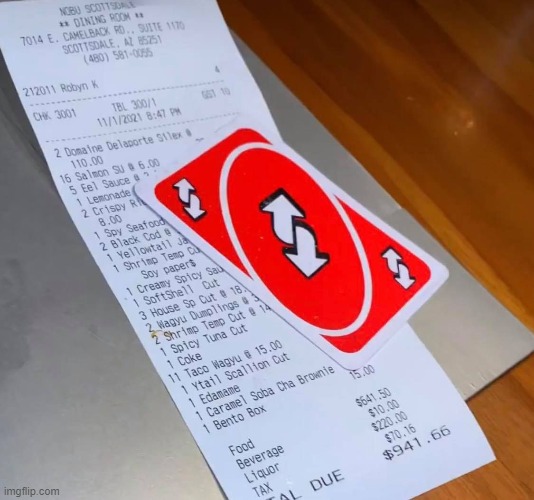 NOBU SCOTTSDALE
** DINING ROOM **
7014 E. CAMELBACK RD., SUITE 1170
SCOTTSDALE, AZ 85251
(480) 581-0055
4
212011 Robyn K
CHK 3001 TBL 300/1 GST 10
11/1/2021 8:47 PM
2 Domaine Delaporte Silex @
110.00
16 Salmon SU @ 6.00
5 Eel Sauce @
1 Lemonade
2 Crispy
8.00
1 Spy Seafood
2 Black Cod @
1 Yellowtail
1 Shrimp Temp
Soy paper$
1 Creamy Spicy
1 SoftShell Cut
3 House Sp Cut @
2 Wagyu Dumplings @
2 Shrimp Temp Cut @
1 Spicy Tuna Cut
1 Coke
11 Taco Wagyu @ 15.00
1 Ytail Scallion Cut
1 Edamame
1 Caramel Soba Cha Brownie 15.00
1 Bento Box
Food $641.50
Beverage $10.00
Liquor $220.00
TAX $70.16
DUE $941.66
imgflip.com